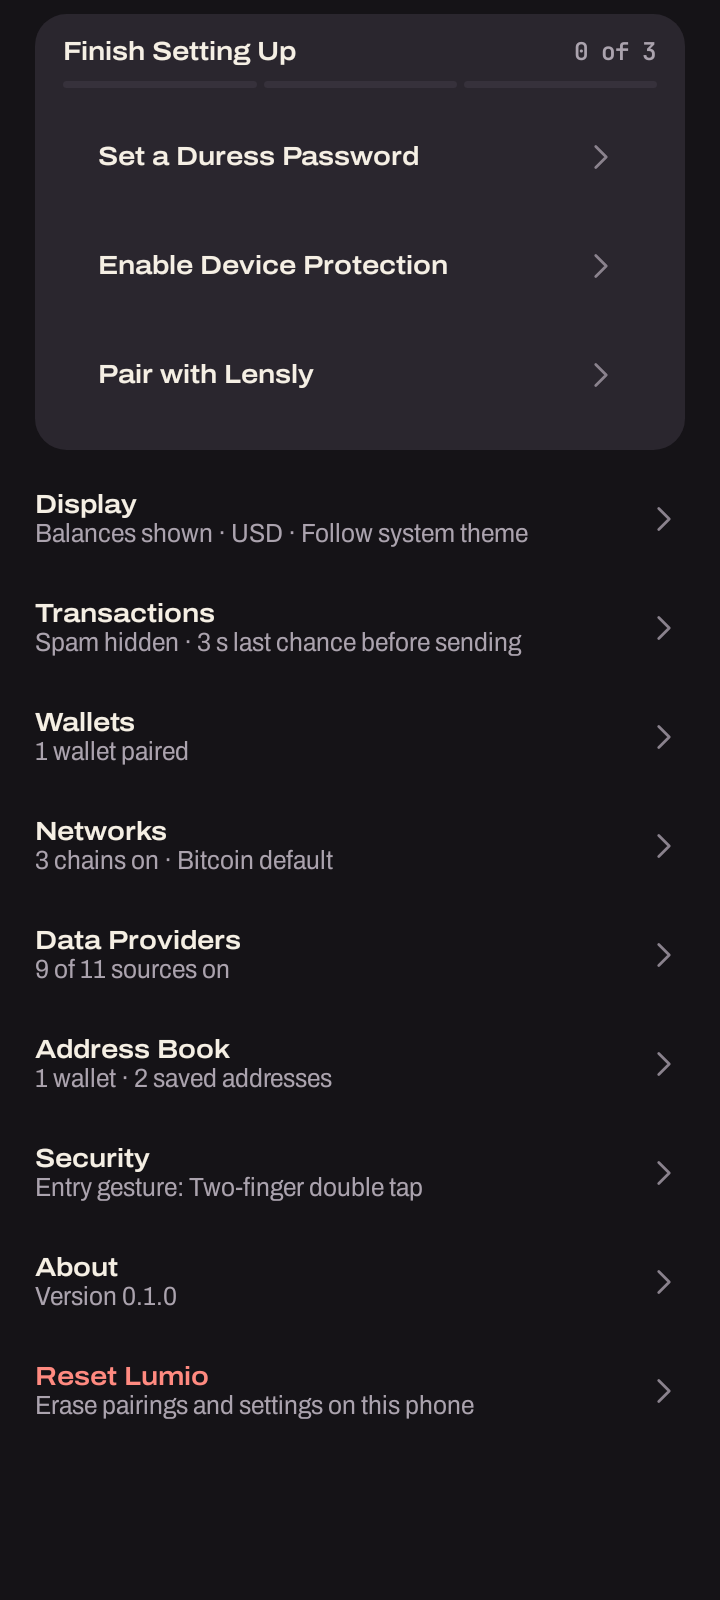 Finish Setting Up 0 of 3
Set a Duress Password
Enable Device Protection
Pair with Lensly
Display
Balances shown · USD · Follow system theme
Transactions
Spam hidden · 3 s last chance before sending
Wallets
1 wallet paired
Networks
3 chains on · Bitcoin default
Data Providers
9 of 11 sources on
Address Book
1 wallet · 2 saved addresses
Security
Entry gesture: Two-finger double tap
About
Version 0.1.0
Reset Lumio
Erase pairings and settings on this phone